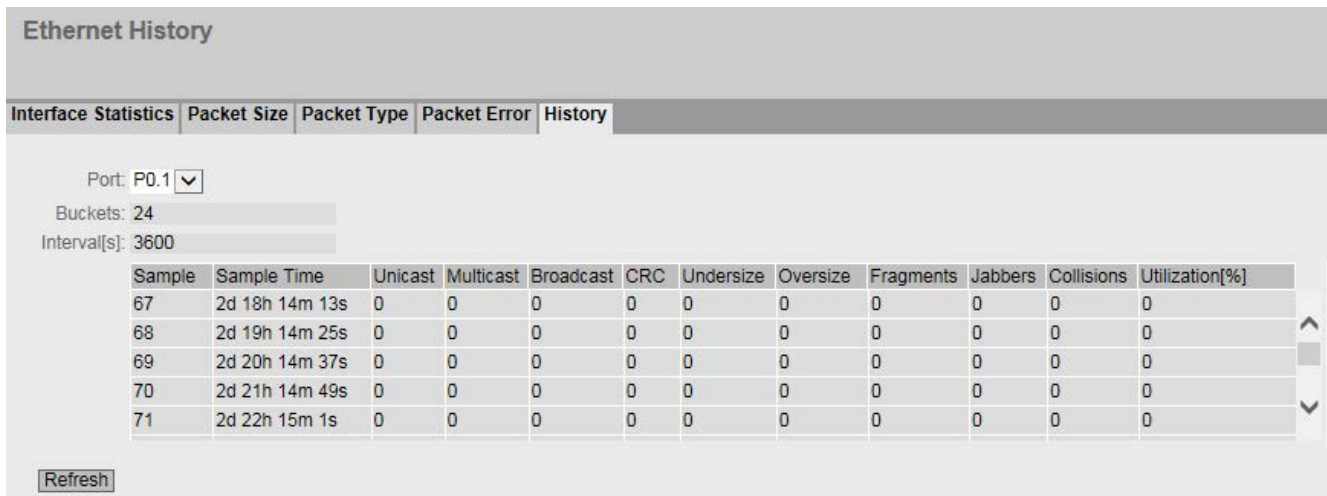 Ethernet History
Interface Statistics Packet Size Packet Type Packet Error History
Port: P0.1
Buckets: 24
Interval[s]: 3600
Sample Sample Time Unicast Multicast Broadcast CRC Undersize Oversize Fragments Jabbers Collisions Utilization[%]
67 2d 18h 14m 13s 0 0 0 0 0 0 0 0 0 0
68 2d 19h 14m 25s 0 0 0 0 0 0 0 0 0 0
69 2d 20h 14m 37s 0 0 0 0 0 0 0 0 0 0
70 2d 21h 14m 49s 0 0 0 0 0 0 0 0 0 0
71 2d 22h 15m 1s 0 0 0 0 0 0 0 0 0 0
Refresh